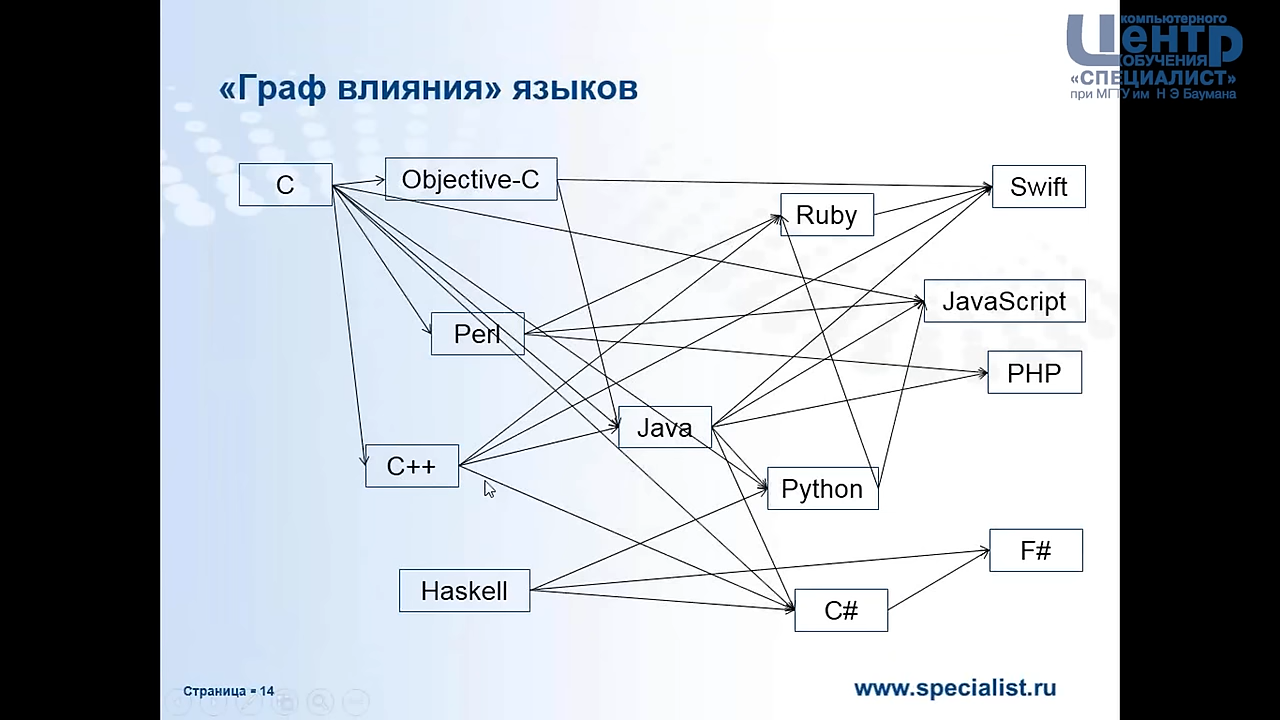 компьютерного
Центр
ОБУЧЕНИЯ
«СПЕЦИАЛИСТ»
при МГТУ им Н Э Баумана
«Граф влияния» языков
C
Objective-C
Swift
Ruby
JavaScript
Perl
PHP
Java
C++
Python
F#
Haskell
C#
Страница ▪ 14
www.specialist.ru